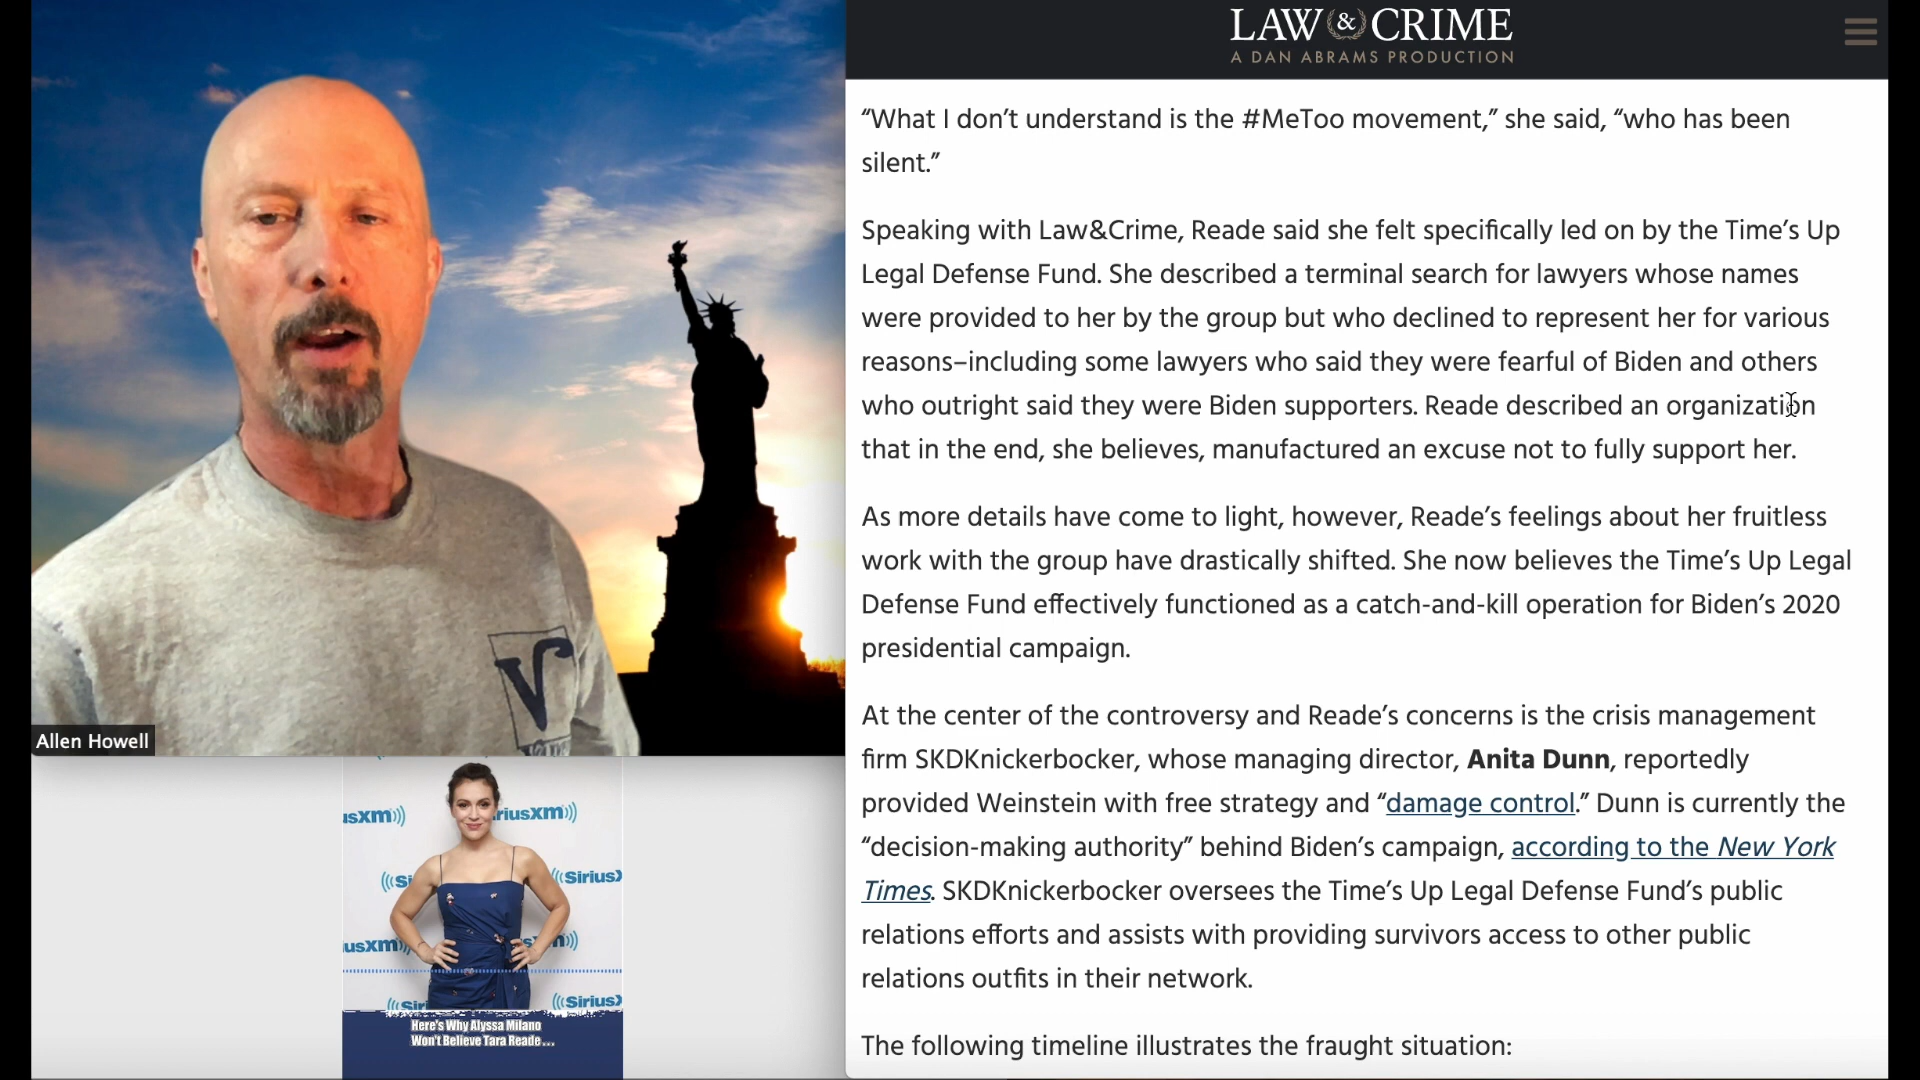 LAW & CRIME
A DAN ABRAMS PRODUCTION
“What I don’t understand is the #MeToo movement,” she said, “who has been
silent.”
Speaking with Law&Crime, Reade said she felt specifically led on by the Time’s Up
Legal Defense Fund. She described a terminal search for lawyers whose names
were provided to her by the group but who declined to represent her for various
reasons–including some lawyers who said they were fearful of Biden and others
who outright said they were Biden supporters. Reade described an organization
that in the end, she believes, manufactured an excuse not to fully support her.
As more details have come to light, however, Reade’s feelings about her fruitless
work with the group have drastically shifted. She now believes the Time’s Up Legal
Defense Fund effectively functioned as a catch-and-kill operation for Biden’s 2020
presidential campaign.
At the center of the controversy and Reade’s concerns is the crisis management
firm SKDKnickerbocker, whose managing director, Anita Dunn, reportedly
provided Weinstein with free strategy and “damage control.” Dunn is currently the
“decision-making authority” behind Biden’s campaign, according to the New York
Times. SKDKnickerbocker oversees the Time’s Up Legal Defense Fund’s public
relations efforts and assists with providing survivors access to other public
relations outfits in their network.
The following timeline illustrates the fraught situation:
V
Allen Howell
usxm
riusxm
Si
SiriusX
usxm
Siri
SiriusX
Here's Why Alyssa Milano
Won't Believe Tara Reade ...